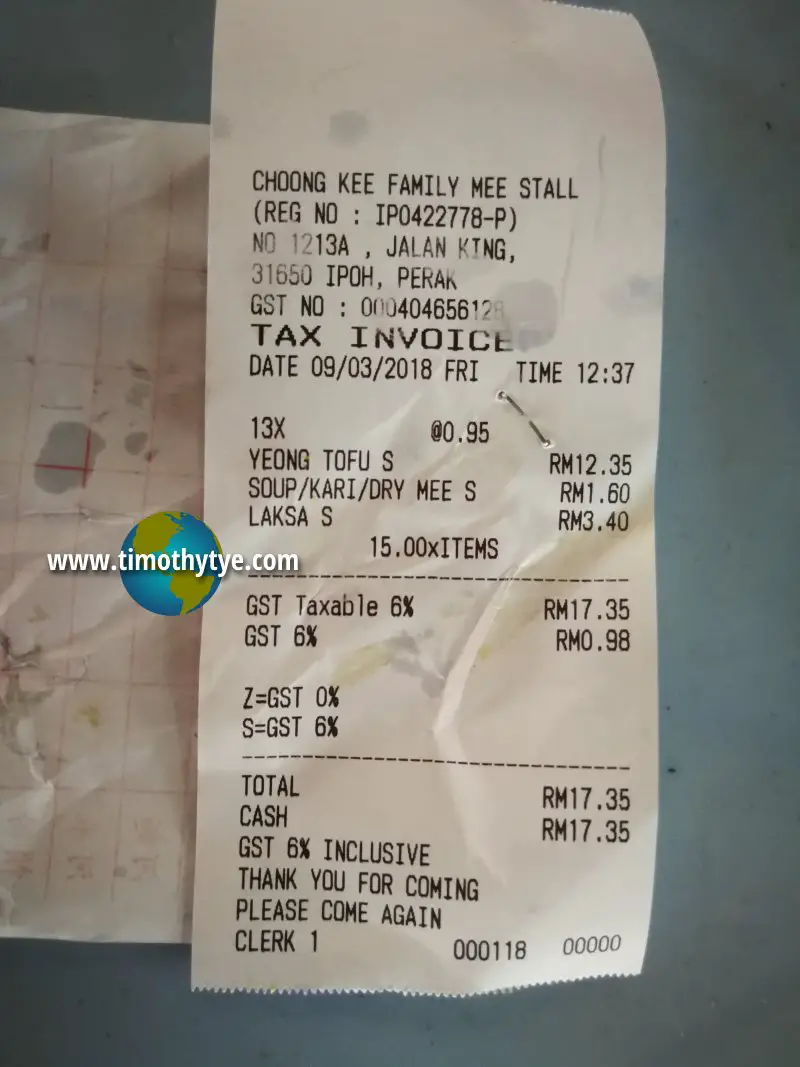 CHOONG KEE FAMILY MEE STALL
(REG NO : IP0422778-P)
NO 1213A , JALAN KING,
31650 IPOH, PERAK
GST NO : 000404656128
TAX INVOICE
DATE 09/03/2018 FRI TIME 12:37
13X @0.95
YEONG TOFU S RM12.35
SOUP/KARI/DRY MEE S RM1.60
LAKSA S RM3.40
15.00xITEMS
www.timothytye.com
GST Taxable 6% RM17.35
GST 6% RM0.98
Z=GST 0%
S=GST 6%
TOTAL RM17.35
CASH RM17.35
GST 6% INCLUSIVE
THANK YOU FOR COMING
PLEASE COME AGAIN
CLERK 1 000118 00000